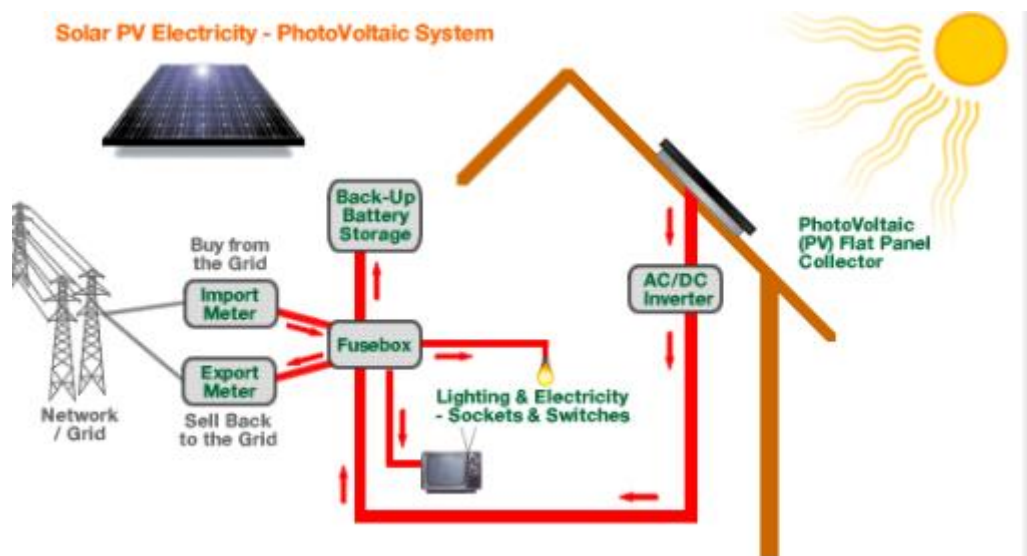 Solar PV Electricity - PhotoVoltaic System
Back-Up
Battery
Storage
Buy from
the Grid
Import
Meter
Fusebox
Export
Meter
Sell Back
to the Grid
Network
/ Grid
Lighting & Electricity
- Sockets & Switches
AC/DC
Inverter
PhotoVoltaic
(PV) Flat Panel
Collector